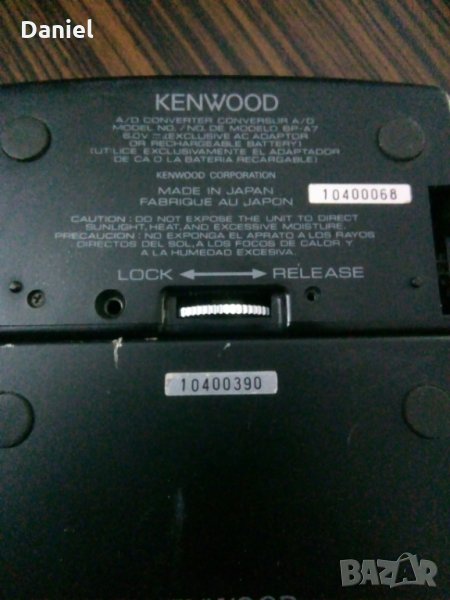 Daniel
KENWOOD
A/D CONVERTER CONVERSUR A/D
MODEL NO./NO. DE MODELO BP-A7
6.0V ⎓ (EXCLUSIVE AC ADAPTOR
OR RECHARGEABLE BATTERY)
(UTILICE EXCLUSIVAMENTE EL ADAPTADOR
DE CA O LA BATERIA RECARGABLE)
KENWOOD CORPORATION
MADE IN JAPAN
FABRIQUE AU JAPON
10400068
CAUTION : DO NOT EXPOSE THE UNIT TO DIRECT
SUNLIGHT, HEAT, AND EXCESSIVE MOISTURE.
PRECAUCION : NO EXPONGA EL APRATO A LOS RAYOS
DIRECTOS DEL SOL, A LOS FOCOS DE CALOR Y
A LA HUMEDAD EXCESIVA.
LOCK ⟷ RELEASE
10400390
BAZAR